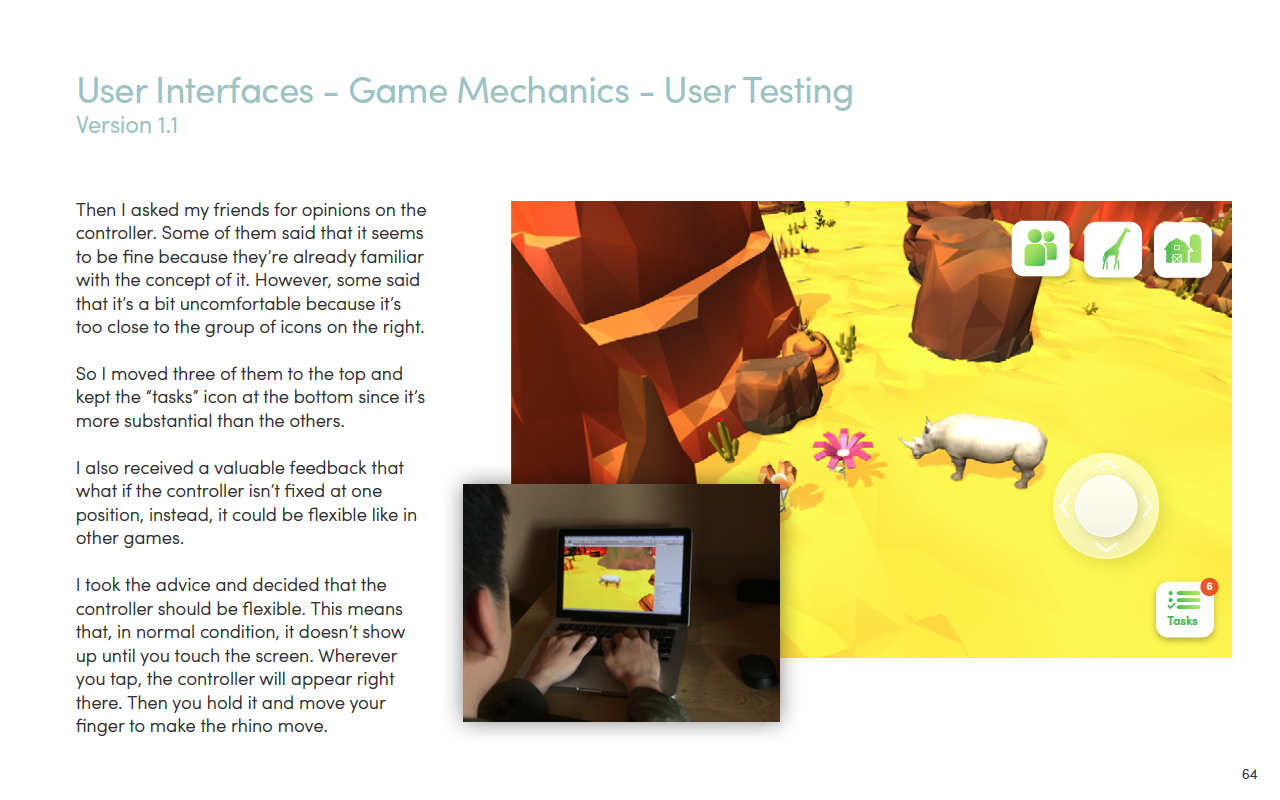 User Interfaces - Game Mechanics - User Testing
Version 1.1
Then I asked my friends for opinions on the
controller. Some of them said that it seems
to be fine because they're already familiar
with the concept of it. However, some said
that it's a bit uncomfortable because it's
too close to the group of icons on the right.
So I moved three of them to the top and
kept the “tasks” icon at the bottom since it's
more substantial than the others.
I also received a valuable feedback that
what if the controller isn't fixed at one
position, instead, it could be flexible like in
other games.
I took the advice and decided that the
controller should be flexible. This means
that, in normal condition, it doesn't show
up until you touch the screen. Wherever
you tap, the controller will appear right
there. Then you hold it and move your
finger to make the rhino move.
6
Tasks
64